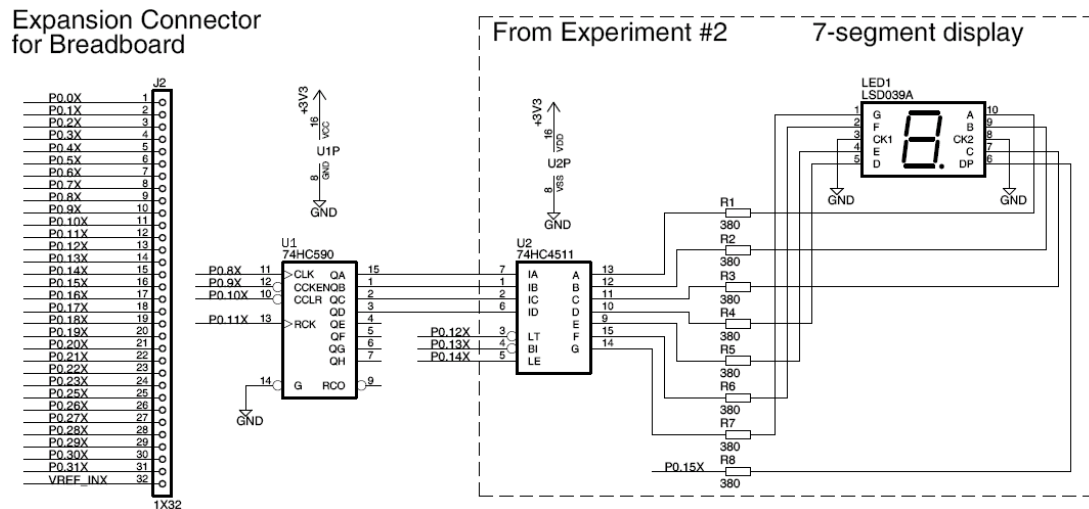 Expansion Connector
for Breadboard
From Experiment #2
7-segment display
J2
P0.0X 1
P0.1X 2
P0.2X 3
P0.3X 4
P0.4X 5
P0.5X 6
P0.6X 7
P0.7X 8
P0.8X 9
P0.9X 10
P0.10X 11
P0.11X 12
P0.12X 13
P0.13X 14
P0.14X 15
P0.15X 16
P0.16X 17
P0.17X 18
P0.18X 19
P0.19X 20
P0.20X 21
P0.21X 22
P0.22X 23
P0.23X 24
P0.25X 25
P0.26X 26
P0.27X 27
P0.28X 28
P0.29X 29
P0.30X 30
P0.31X 31
VREF_INX 32
1X32
+3V3
16 VCC
U1P
8 GND
GND
U1
74HC590
P0.8X 11 CLK QA 15
P0.9X 12 CCKEN QB 1
P0.10X 10 CCLR QC 2
QD 3
P0.11X 13 RCK QE 4
QF 5
QG 6
QH 7
14 G RCO 9
GND
+3V3
16 VDD
U2P
8 VSS
GND
U2
74HC4511
7 IA A 13
1 IB B 12
2 IC C 11
6 ID D 10
E 9
P0.12X 3 LT F 15
P0.13X 4 BI G 14
P0.14X 5 LE
LED1
LSD039A
1 G A 10
2 F B 9
3 CK1 CK2 8
4 E C 7
5 D DP 6
GND GND
R1
380
R2
380
R3
380
R4
380
R5
380
R6
380
R7
380
R8
P0.15X
380